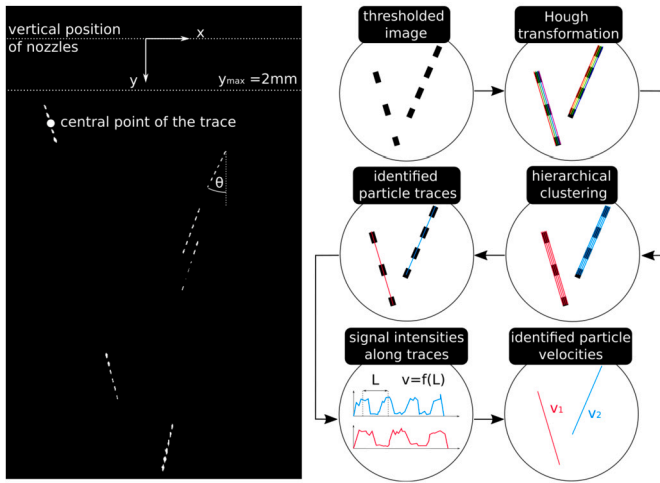 vertical position
of nozzles
x
y
yₘₐₓ =2mm
central point of the trace
θ
thresholded
image
Hough
transformation
identified
particle traces
hierarchical
clustering
signal intensities
along traces
L
v=f(L)
identified particle
velocities
v₁
v₂